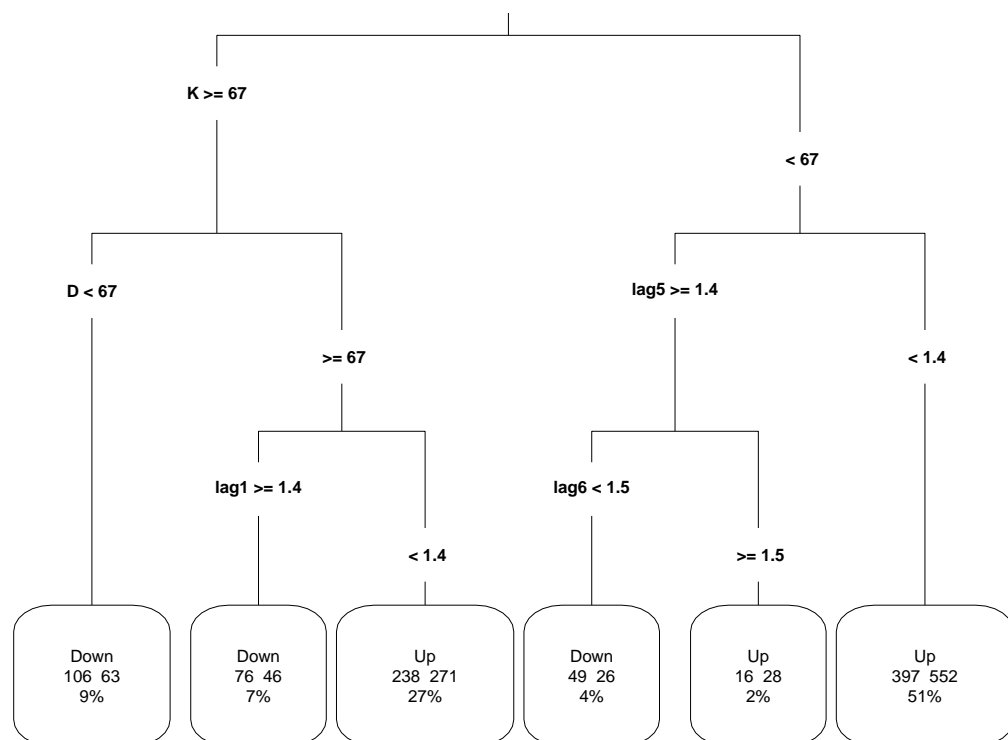 K >= 67
< 67
D < 67
lag5 >= 1.4
>= 67
< 1.4
lag1 >= 1.4
lag6 < 1.5
< 1.4
>= 1.5
Down
106 63
9%
Down
76 46
7%
Up
238 271
27%
Down
49 26
4%
Up
16 28
2%
Up
397 552
51%